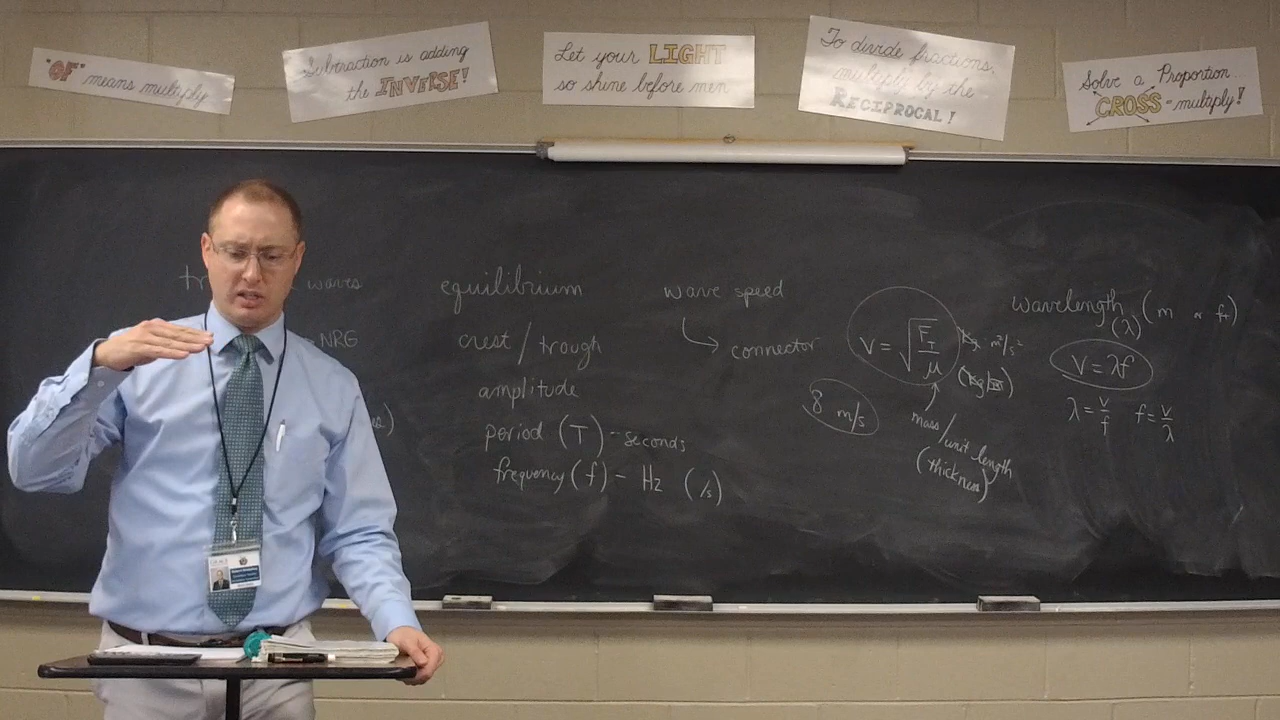 "OF" means multiply
Subtraction is adding
the INVERSE!
Let your LIGHT
so shine before men
To divide fractions,
multiply by the
RECIPROCAL!
Solve a Proportion...
CROSS-multiply!
waves
NRG
equilibrium
crest / trough
amplitude
period (T) - seconds
frequency (f) - Hz (/s)
wave speed
connector
V = √(F_T/μ)
8 m/s
mass/unit length
(thickness)
wavelength (m or ft)
(λ)
V = λf
λ = v/f f = v/λ